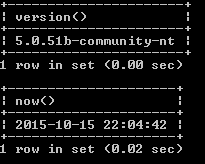 +---------------------+
| version()           |
+---------------------+
| 5.0.51b-community-nt |
+---------------------+
1 row in set (0.00 sec)
+---------------------+
| now()               |
+---------------------+
| 2015-10-15 22:04:42 |
+---------------------+
1 row in set (0.02 sec)